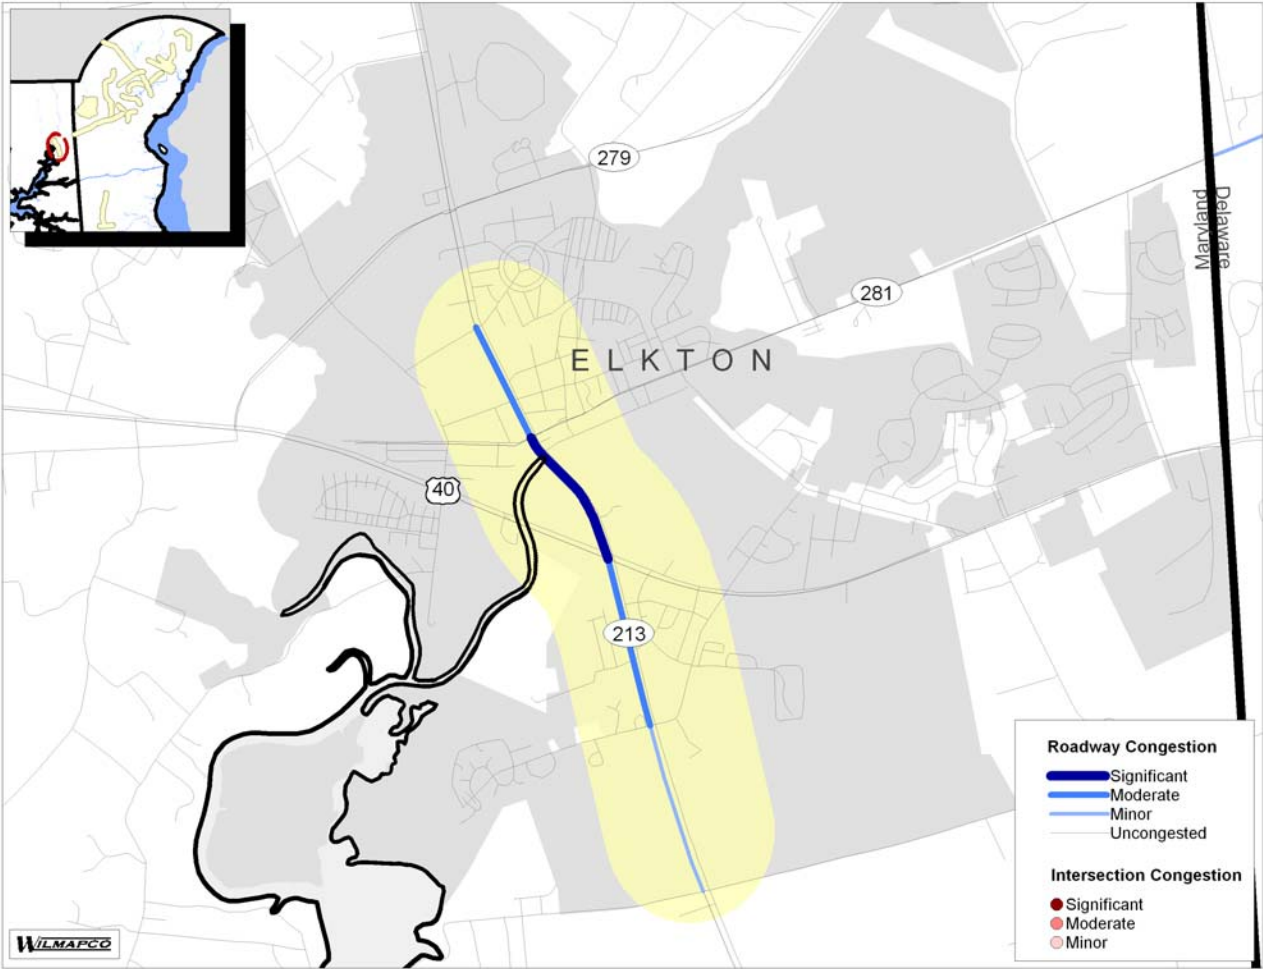 279
Delaware
Maryland
281
ELKTON
40
213
Roadway Congestion
Significant
Moderate
Minor
Uncongested
Intersection Congestion
Significant
Moderate
Minor
WILMAPCO